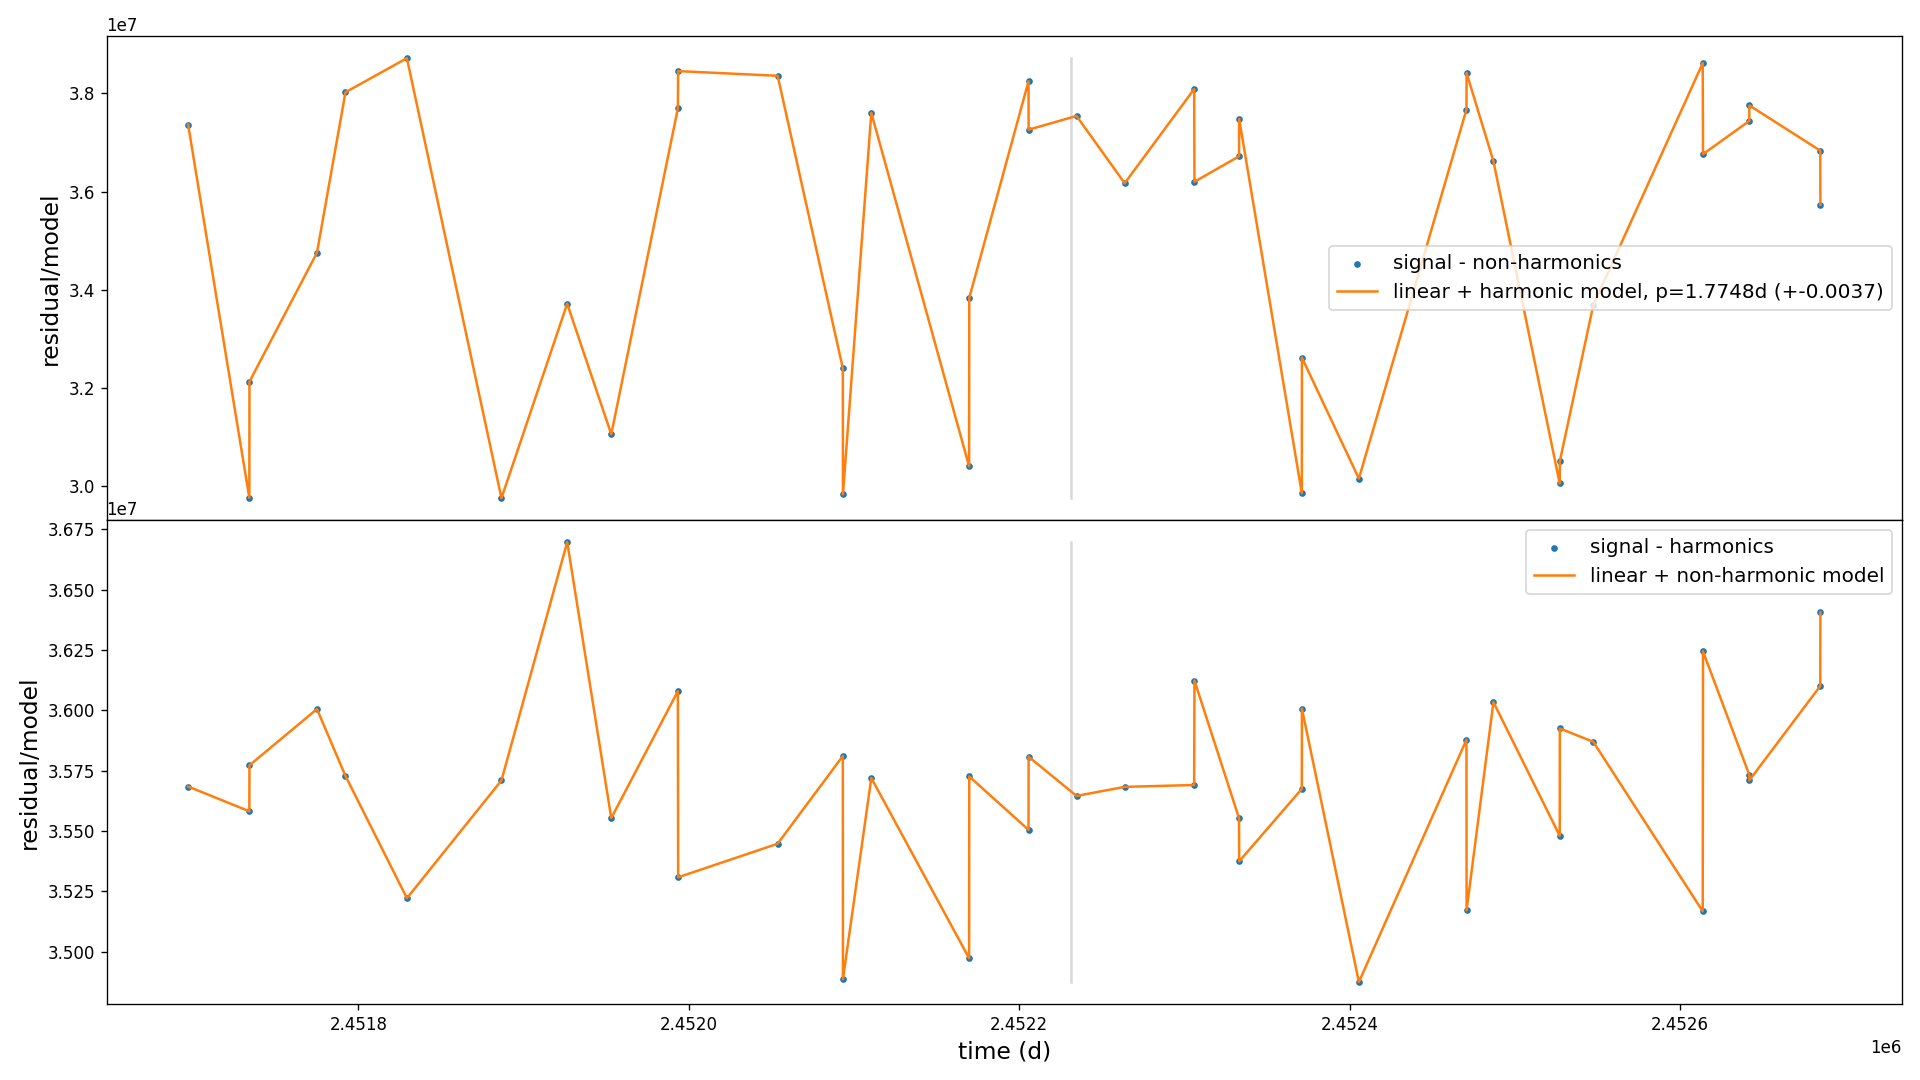 1e7
3.8
3.6
3.4
3.2
3.0
residual/model
signal - non-harmonics
linear + harmonic model, p=1.7748d (+-0.0037)
1e7
3.675
3.650
3.625
3.600
3.575
3.550
3.525
3.500
residual/model
signal - harmonics
linear + non-harmonic model
2.4518
2.4520
2.4522
2.4524
2.4526
time (d)
1e6